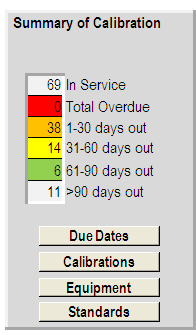 Summary of Calibration
69 In Service
0 Total Overdue
38 1-30 days out
14 31-60 days out
6 61-90 days out
11 >90 days out
Due Dates
Calibrations
Equipment
Standards